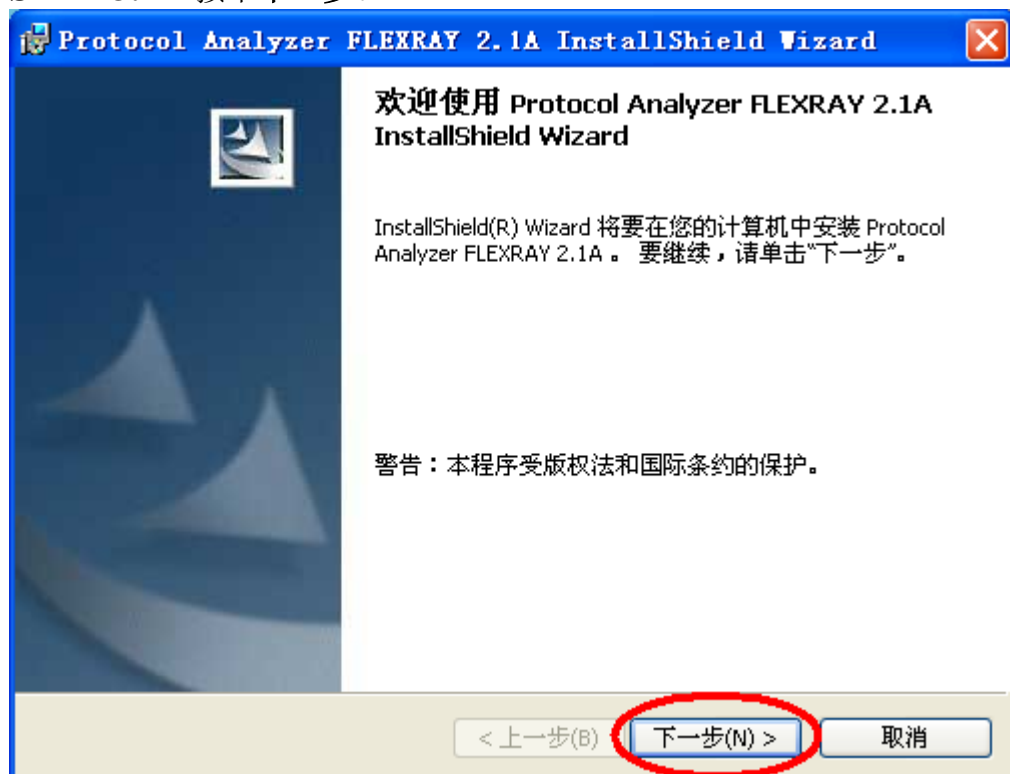 Protocol Analyzer FLEXRAY 2.1A InstallShield Wizard
欢迎使用 Protocol Analyzer FLEXRAY 2.1A
InstallShield Wizard
InstallShield(R) Wizard 将要在您的计算机中安装 Protocol
Analyzer FLEXRAY 2.1A 。 要继续，请单击“下一步”。
警告：本程序受版权法和国际条约的保护。
< 上一步(B) 下一步(N) > 取消